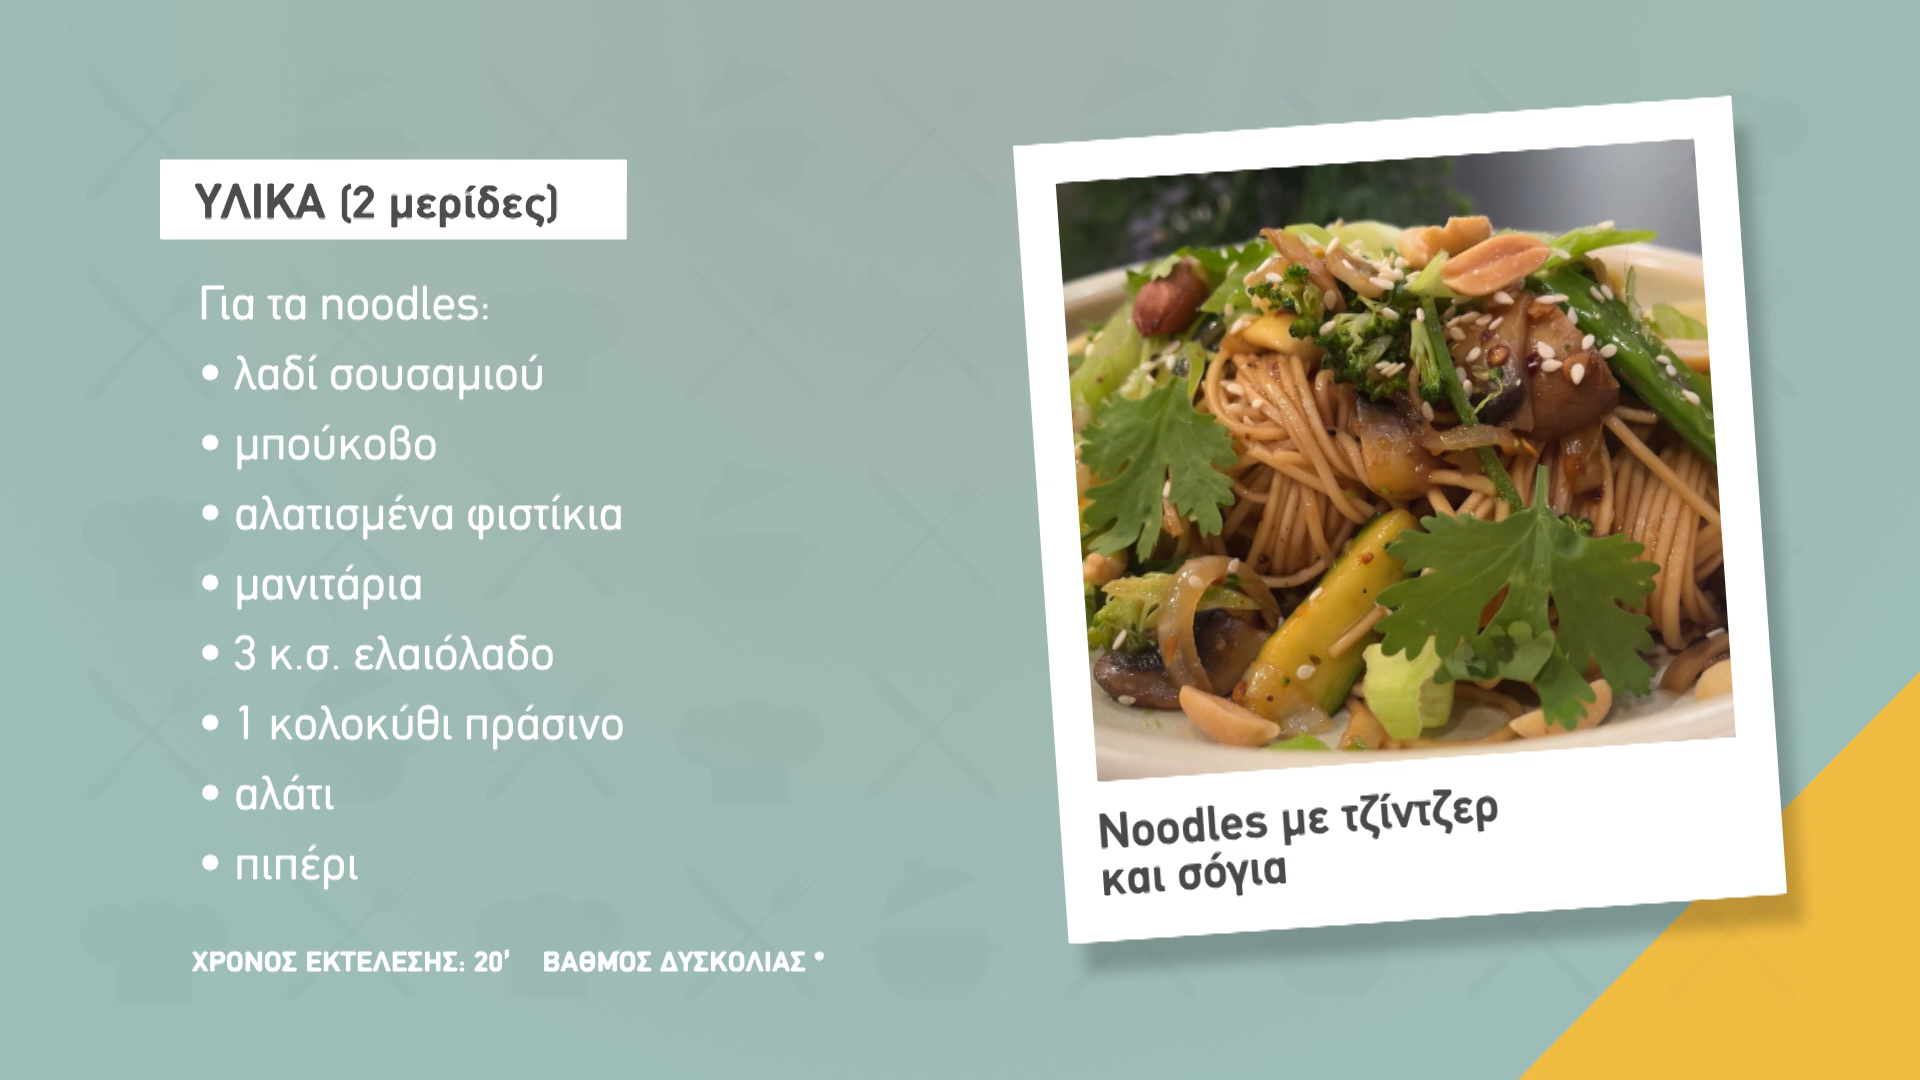 ΥΛΙΚΑ (2 μερίδες)
Για τα noodles:
• λαδί σουσαμιού
• μπούκοβο
• αλατισμένα φιστίκια
• μανιτάρια
• 3 κ.σ. ελαιόλαδο
• 1 κολοκύθι πράσινο
• αλάτι
• πιπέρι
ΧΡΟΝΟΣ ΕΚΤΕΛΕΣΗΣ: 20’ ΒΑΘΜΟΣ ΔΥΣΚΟΛΙΑΣ *
Noodles με τζίντζερ
και σόγια